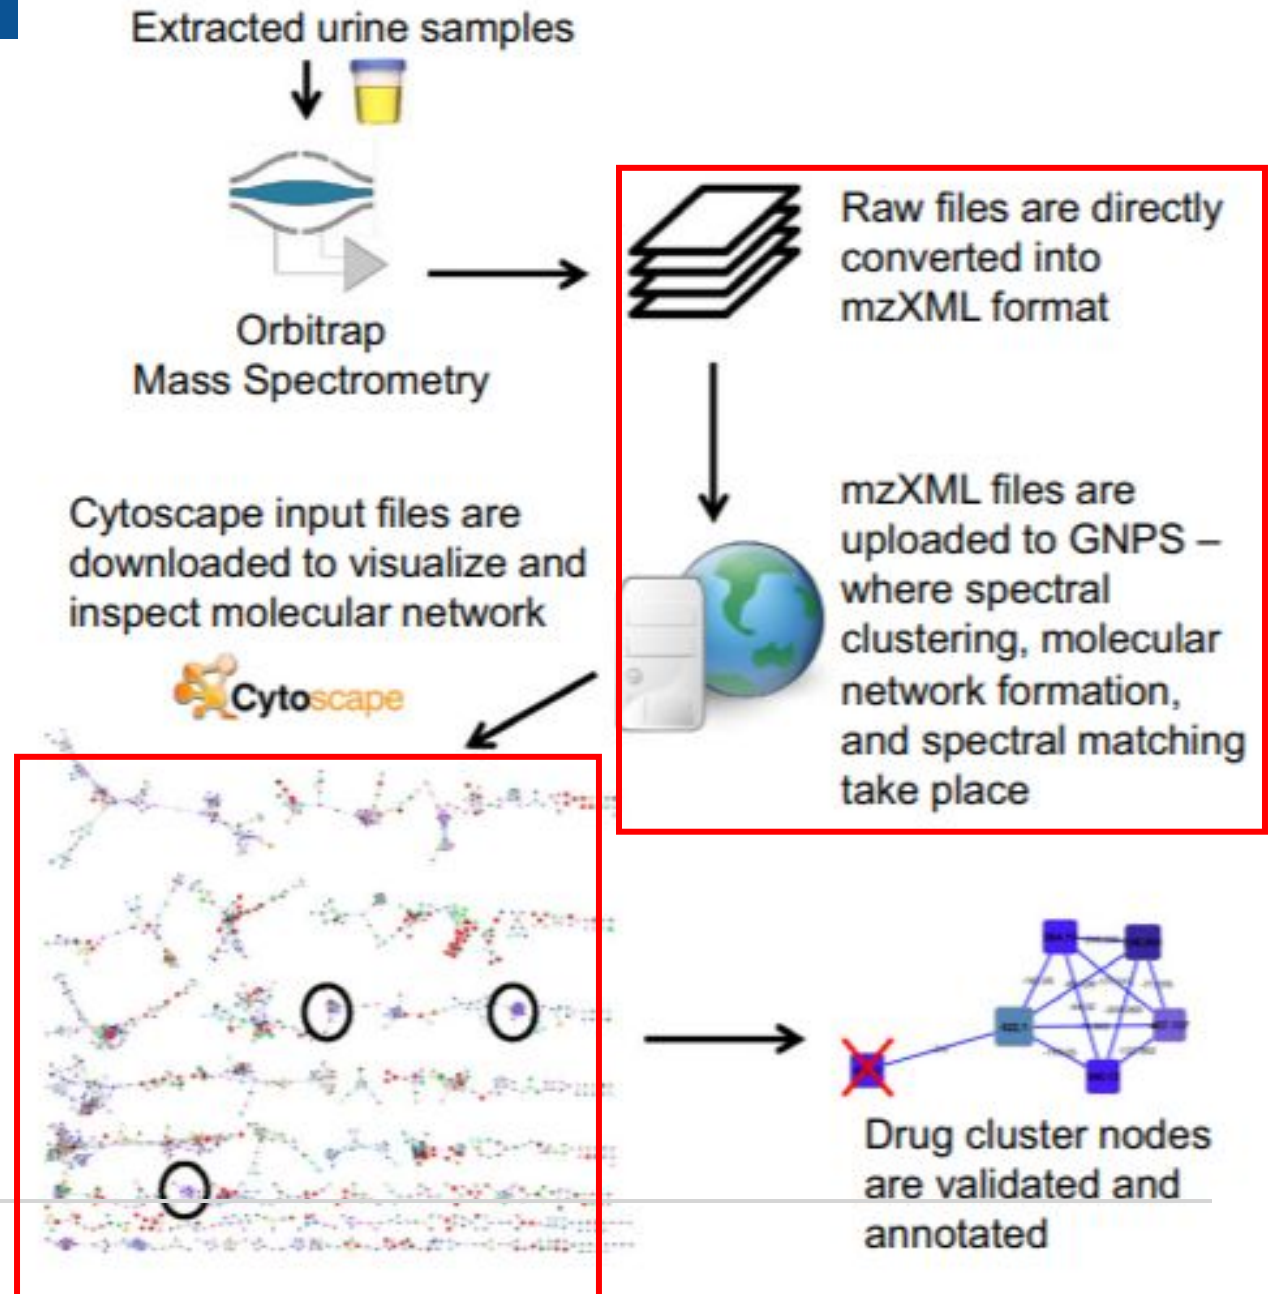 Extracted urine samples
Orbitrap
Mass Spectrometry
Raw files are directly
converted into
mzXML format
mzXML files are
uploaded to GNPS –
where spectral
clustering, molecular
network formation,
and spectral matching
take place
Cytoscape input files are
downloaded to visualize and
inspect molecular network
Cytoscape
Drug cluster nodes
are validated and
annotated